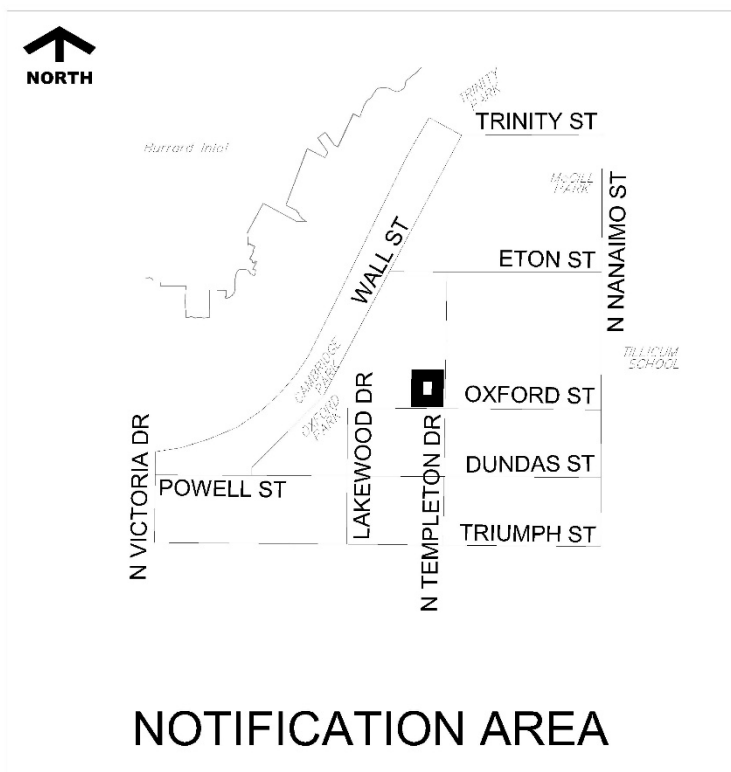 NORTH
TRINITY
PARK
TRINITY ST
Burrard Inlet
McGILL
PARK
N NANAIMO ST
WALL ST
ETON ST
CAMBRIDGE
PARK
TILLICUM
SCHOOL
OXFORD
PARK
LAKEWOOD DR
OXFORD ST
N VICTORIA DR
POWELL ST
N TEMPLETON DR
DUNDAS ST
TRIUMPH ST
NOTIFICATION AREA